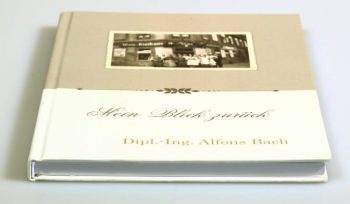 Mein Blick zurück
Dipl.-Ing. Alfons Bach